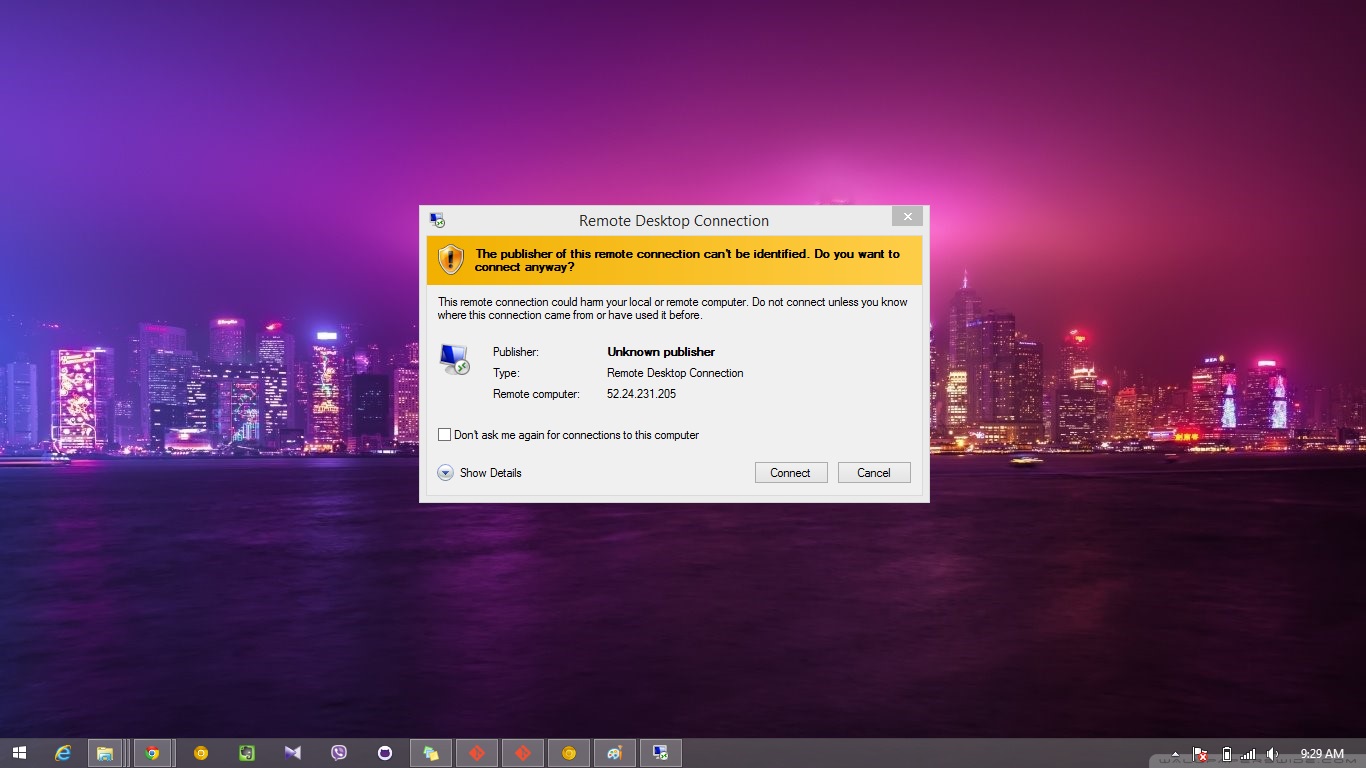 Remote Desktop Connection
The publisher of this remote connection can't be identified. Do you want to
connect anyway?
This remote connection could harm your local or remote computer. Do not connect unless you know
where this connection came from or have used it before.
Publisher: Unknown publisher
Type: Remote Desktop Connection
Remote computer: 52.24.231.205
Don't ask me again for connections to this computer
Show Details Connect Cancel
9:29 AM